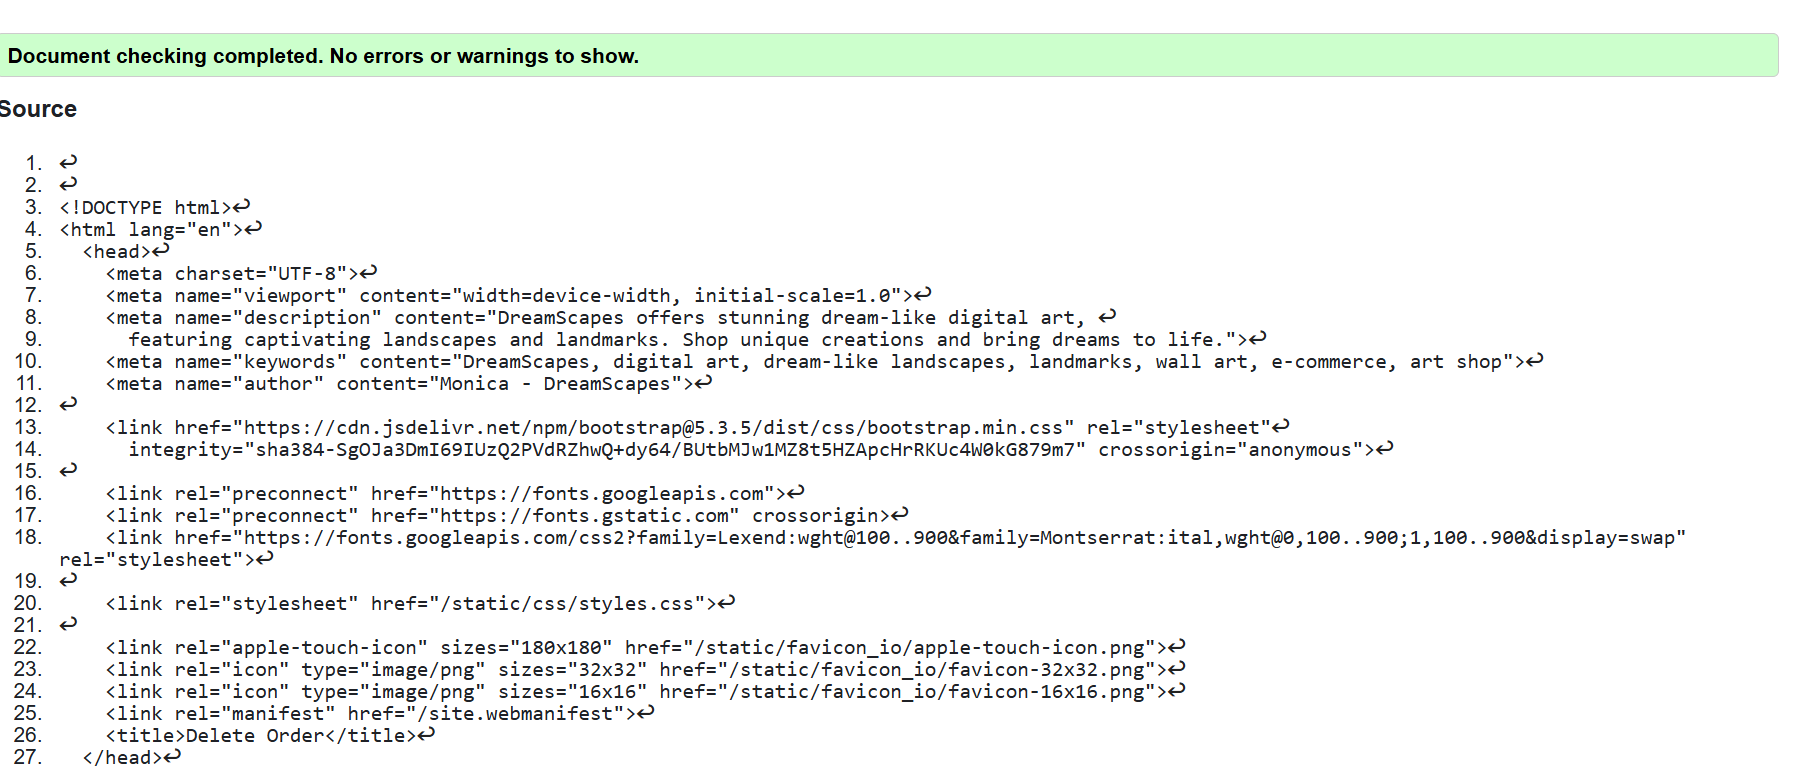 Document checking completed. No errors or warnings to show.
Source
1. ↩
2. ↩
3. <!DOCTYPE html>↩
4. <html lang="en">↩
5.   <head>↩
6.     <meta charset="UTF-8">↩
7.     <meta name="viewport" content="width=device-width, initial-scale=1.0">↩
8.     <meta name="description" content="DreamScapes offers stunning dream-like digital art, ↩
9.       featuring captivating landscapes and landmarks. Shop unique creations and bring dreams to life.">↩
10.     <meta name="keywords" content="DreamScapes, digital art, dream-like landscapes, landmarks, wall art, e-commerce, art shop">↩
11.     <meta name="author" content="Monica - DreamScapes">↩
12. ↩
13.     <link href="https://cdn.jsdelivr.net/npm/bootstrap@5.3.5/dist/css/bootstrap.min.css" rel="stylesheet"↩
14.       integrity="sha384-SgOJa3DmI69IUzQ2PVdRZhwQ+dy64/BUtbMJw1MZ8t5HZApcHrRKUc4W0kG879m7" crossorigin="anonymous">↩
15. ↩
16.     <link rel="preconnect" href="https://fonts.googleapis.com">↩
17.     <link rel="preconnect" href="https://fonts.gstatic.com" crossorigin>↩
18.     <link href="https://fonts.googleapis.com/css2?family=Lexend:wght@100..900&family=Montserrat:ital,wght@0,100..900;1,100..900&display=swap"
rel="stylesheet">↩
19. ↩
20.     <link rel="stylesheet" href="/static/css/styles.css">↩
21. ↩
22.     <link rel="apple-touch-icon" sizes="180x180" href="/static/favicon_io/apple-touch-icon.png">↩
23.     <link rel="icon" type="image/png" sizes="32x32" href="/static/favicon_io/favicon-32x32.png">↩
24.     <link rel="icon" type="image/png" sizes="16x16" href="/static/favicon_io/favicon-16x16.png">↩
25.     <link rel="manifest" href="/site.webmanifest">↩
26.     <title>Delete Order</title>↩
27.   </head>↩